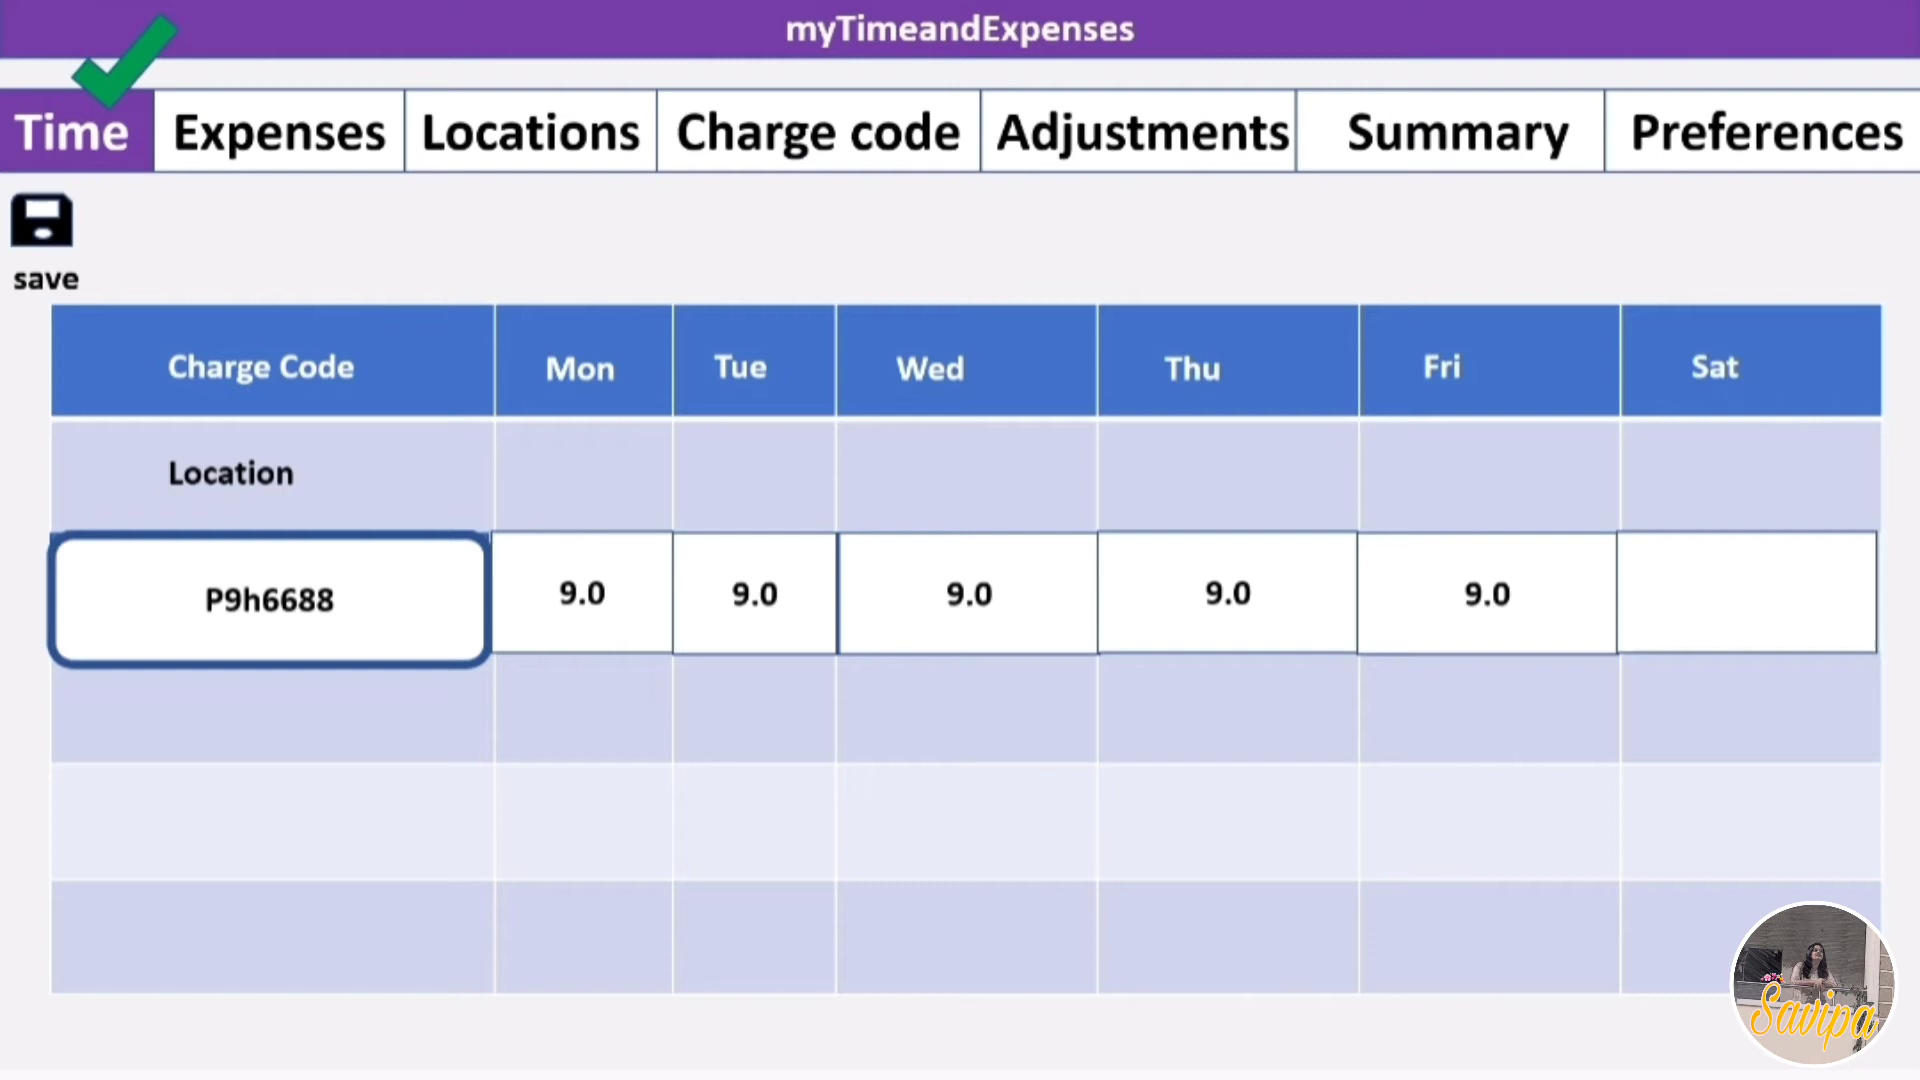 myTimeandExpenses
Time Expenses Locations Charge code Adjustments Summary Preferences
save
Charge Code Mon Tue Wed Thu Fri Sat
Location
P9h6688 9.0 9.0 9.0 9.0 9.0
Savipa